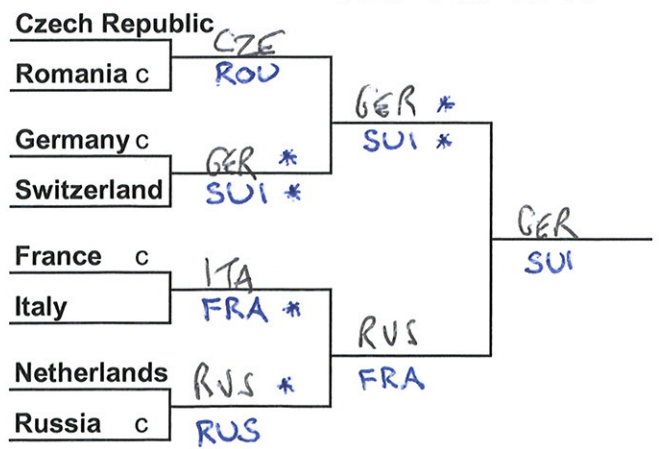 Czech Republic
CZE
Romania c
ROU
GER *
SUI *
Germany c
GER *
Switzerland
SUI *
GER
SUI
France c
ITA
Italy
FRA *
RUS
FRA
Netherlands
RUS *
Russia c
RUS